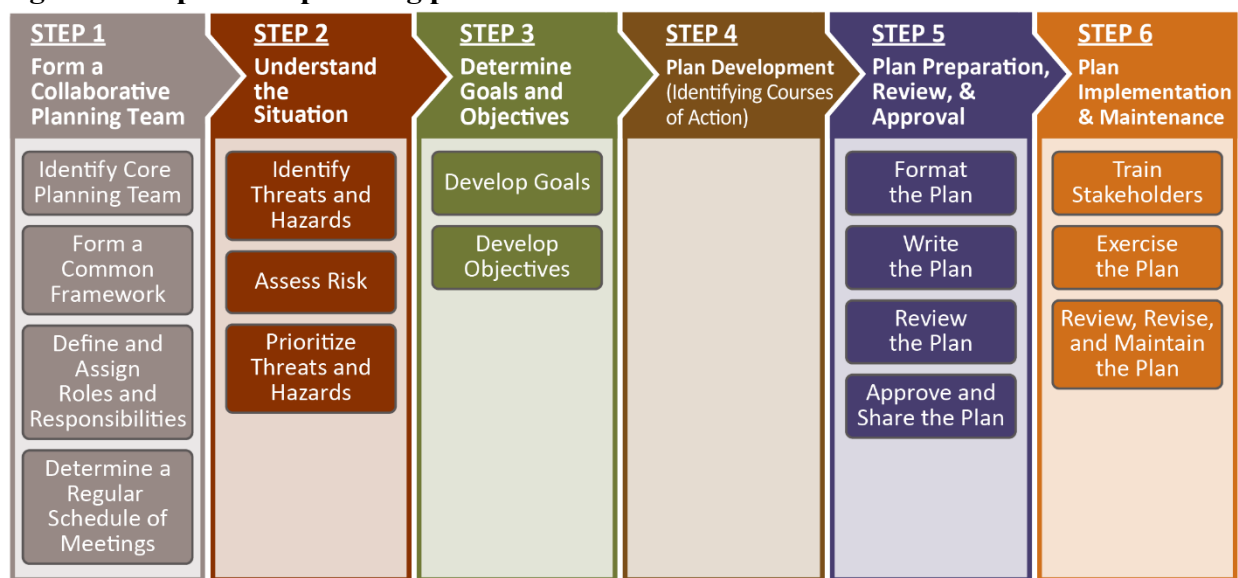 STEP 1
Form a
Collaborative
Planning Team
Identify Core
Planning Team
Form a
Common
Framework
Define and
Assign
Roles and
Responsibilities
Determine a
Regular
Schedule of
Meetings
STEP 2
Understand
the
Situation
Identify
Threats and
Hazards
Assess Risk
Prioritize
Threats and
Hazards
STEP 3
Determine
Goals and
Objectives
Develop Goals
Develop
Objectives
STEP 4
Plan Development
(Identifying Courses
of Action)
STEP 5
Plan Preparation,
Review, &
Approval
Format
the Plan
Write
the Plan
Review
the Plan
Approve and
Share the Plan
STEP 6
Plan
Implementation
& Maintenance
Train
Stakeholders
Exercise
the Plan
Review, Revise,
and Maintain
the Plan